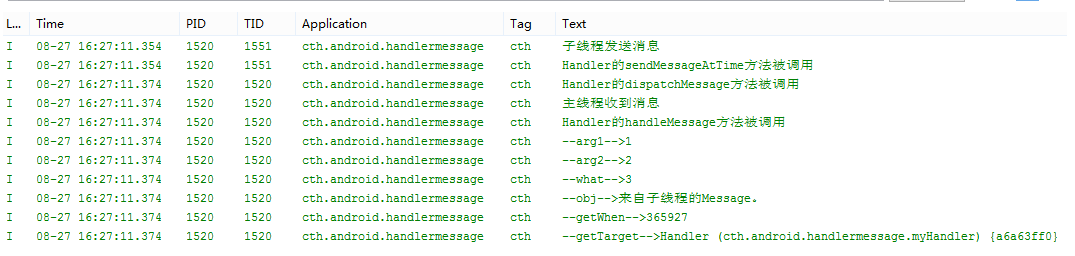 L... Time PID TID Application Tag Text
I 08-27 16:27:11.354 1520 1551 cth.android.handlermessage cth 子线程发送消息
I 08-27 16:27:11.354 1520 1551 cth.android.handlermessage cth Handler的sendMessageAtTime方法被调用
I 08-27 16:27:11.374 1520 1520 cth.android.handlermessage cth Handler的dispatchMessage方法被调用
I 08-27 16:27:11.374 1520 1520 cth.android.handlermessage cth 主线程收到消息
I 08-27 16:27:11.374 1520 1520 cth.android.handlermessage cth Handler的handleMessage方法被调用
I 08-27 16:27:11.374 1520 1520 cth.android.handlermessage cth --arg1-->1
I 08-27 16:27:11.374 1520 1520 cth.android.handlermessage cth --arg2-->2
I 08-27 16:27:11.374 1520 1520 cth.android.handlermessage cth --what-->3
I 08-27 16:27:11.374 1520 1520 cth.android.handlermessage cth --obj-->来自子线程的Message。
I 08-27 16:27:11.374 1520 1520 cth.android.handlermessage cth --getWhen-->365927
I 08-27 16:27:11.374 1520 1520 cth.android.handlermessage cth --getTarget-->Handler (cth.android.handlermessage.myHandler) {a6a63ff0}